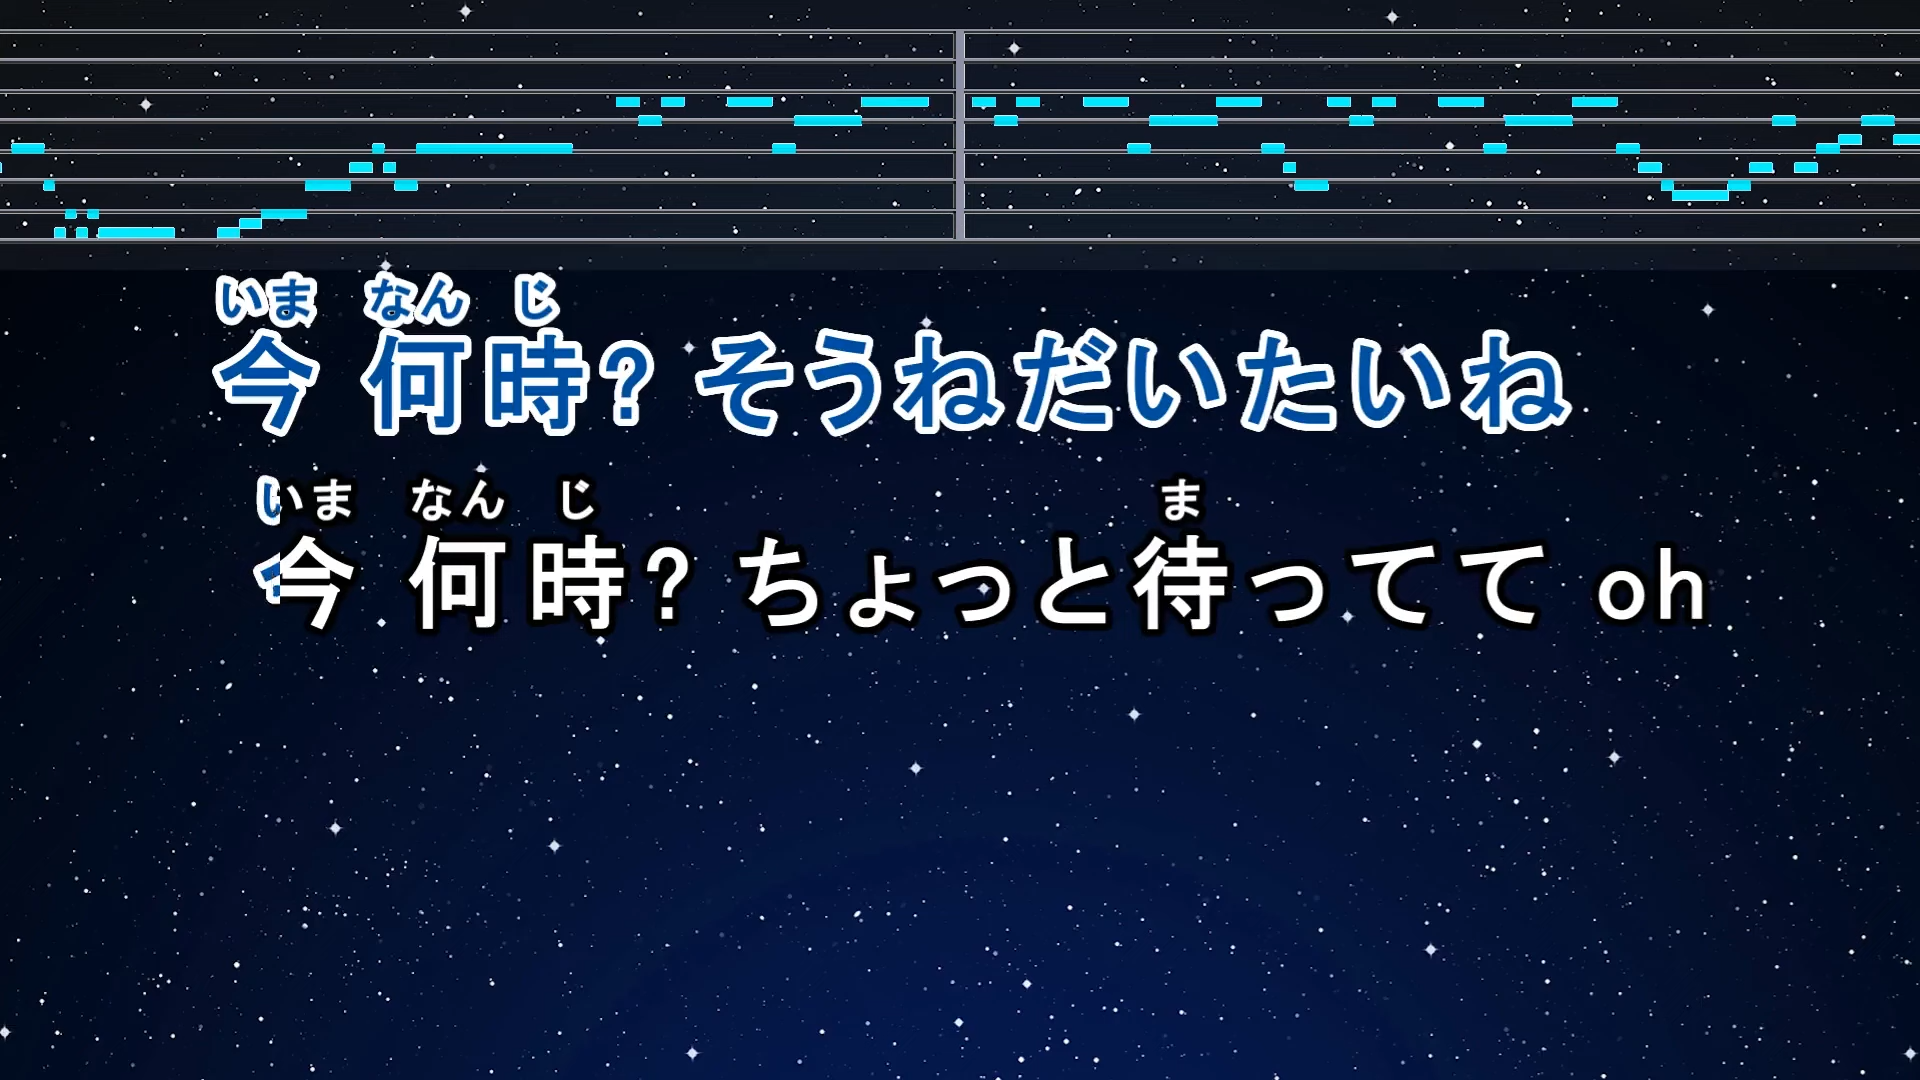 いま なん じ
今 何時? そうねだいたいね
いま なん じ ま
今 何時? ちょっと待ってて oh